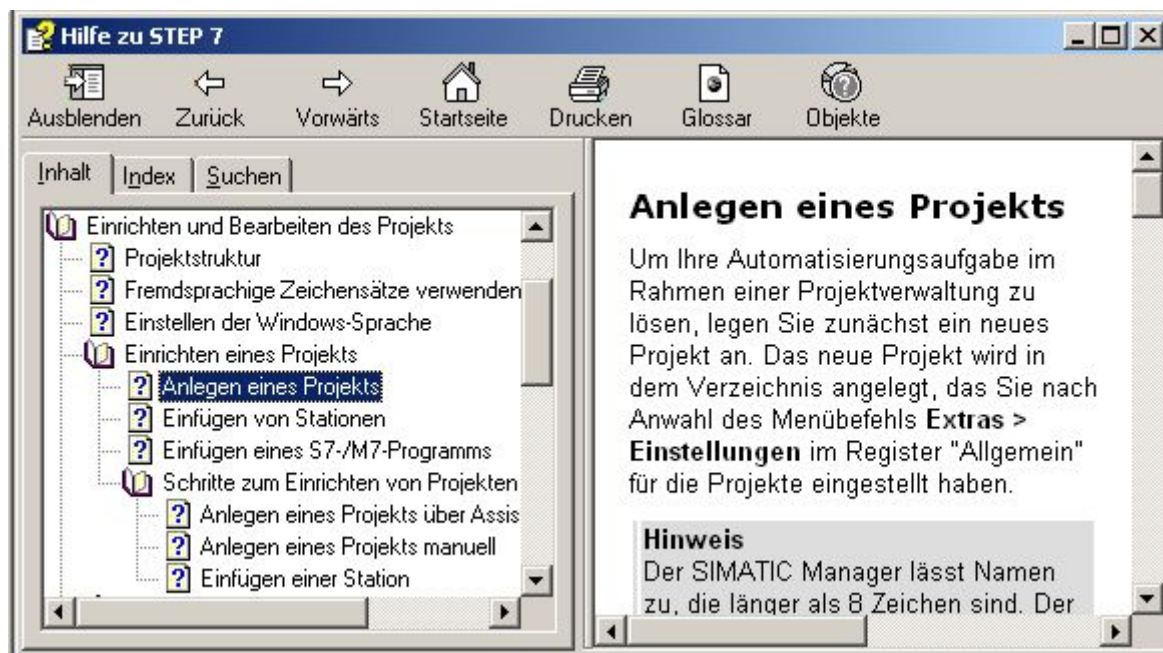 Hilfe zu STEP 7
Ausblenden Zurück Vorwärts Startseite Drucken Glossar Objekte
Inhalt Index Suchen
Einrichten und Bearbeiten des Projekts
Projektstruktur
Fremdsprachige Zeichensätze verwenden
Einstellen der Windows-Sprache
Einrichten eines Projekts
Anlegen eines Projekts
Einfügen von Stationen
Einfügen eines S7-/M7-Programms
Schritte zum Einrichten von Projekten
Anlegen eines Projekts über Assis
Anlegen eines Projekts manuell
Einfügen einer Station
Anlegen eines Projekts
Um Ihre Automatisierungsaufgabe im
Rahmen einer Projektverwaltung zu
lösen, legen Sie zunächst ein neues
Projekt an. Das neue Projekt wird in
dem Verzeichnis angelegt, das Sie nach
Anwahl des Menübefehls Extras >
Einstellungen im Register "Allgemein"
für die Projekte eingestellt haben.
Hinweis
Der SIMATIC Manager lässt Namen
zu, die länger als 8 Zeichen sind. Der